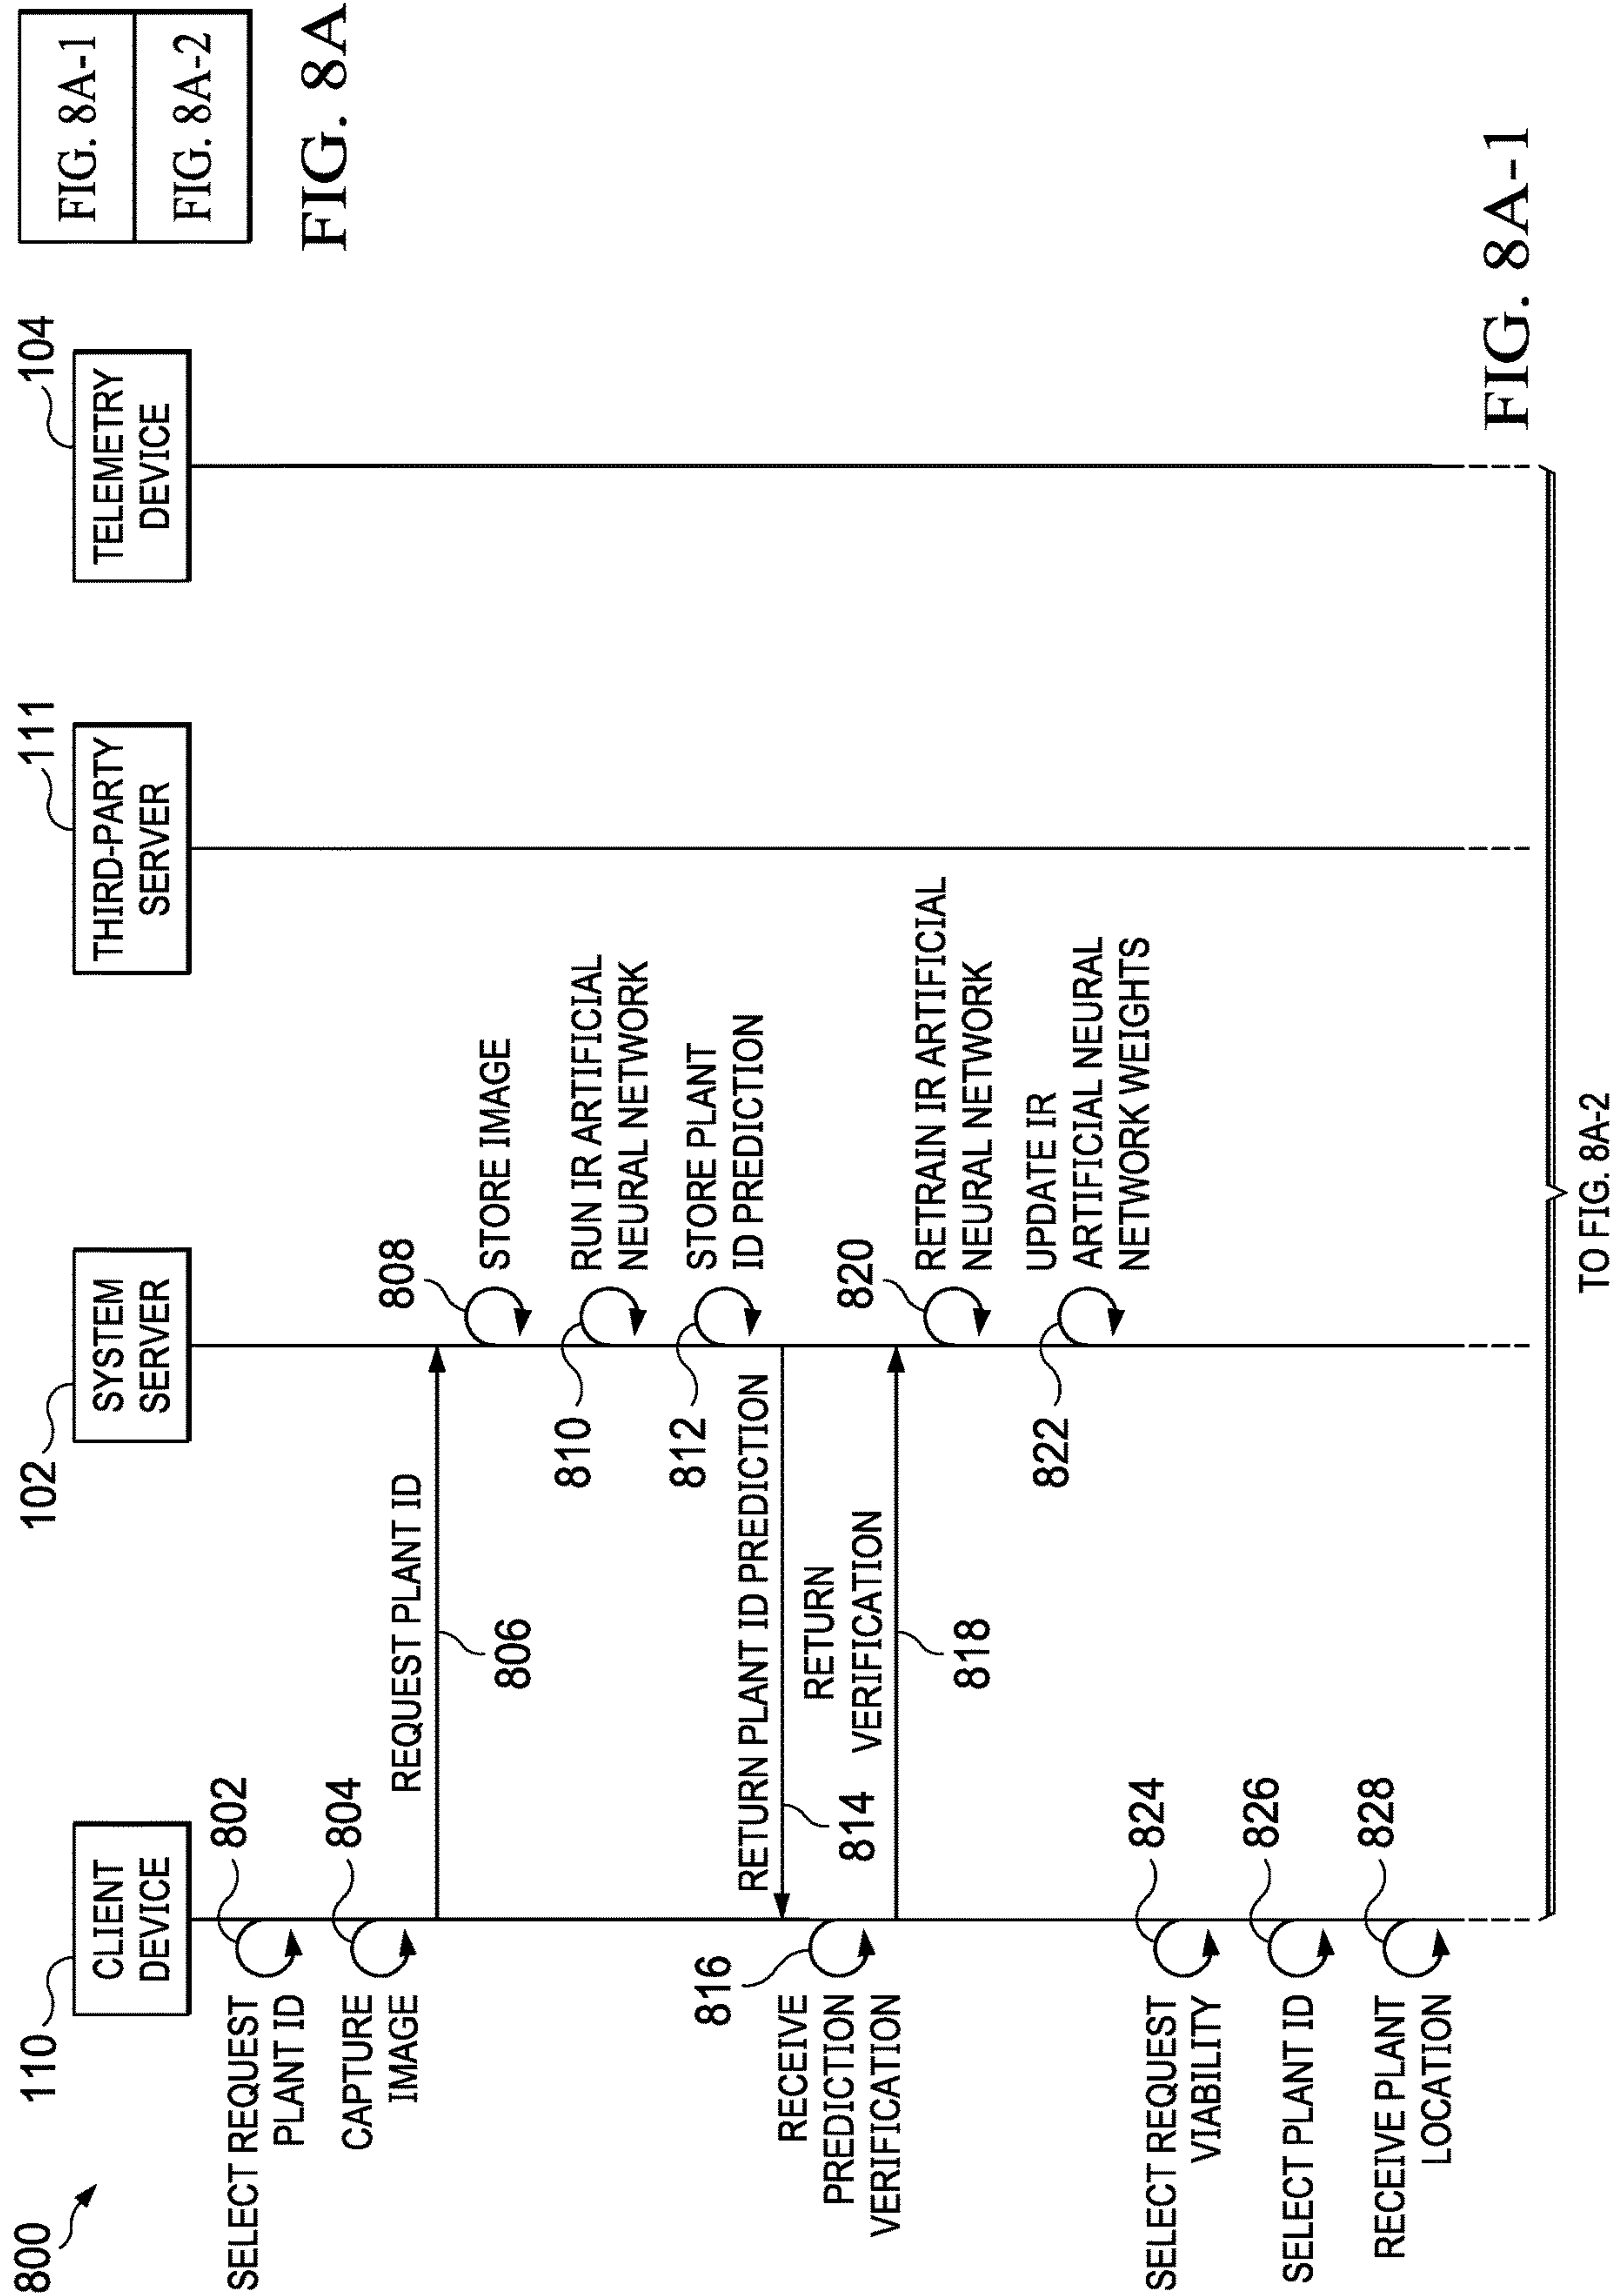 800
110
CLIENT
DEVICE
102
SYSTEM
SERVER
111
THIRD-PARTY
SERVER
104
TELEMETRY
DEVICE
FIG. 8A-1
FIG. 8A-2
FIG. 8A
SELECT REQUEST
PLANT ID
802
CAPTURE
IMAGE
804
REQUEST PLANT ID
806
808
STORE IMAGE
810
RUN IR ARTIFICIAL
NEURAL NETWORK
812
STORE PLANT
ID PREDICTION
RETURN PLANT ID PREDICTION
814
816
RECEIVE
PREDICTION
VERIFICATION
RETURN
VERIFICATION
818
820
RETRAIN IR ARTIFICIAL
NEURAL NETWORK
822
UPDATE IR
ARTIFICIAL NEURAL
NETWORK WEIGHTS
SELECT REQUEST
VIABILITY
824
SELECT PLANT ID
826
RECEIVE PLANT
LOCATION
828
FIG. 8A-1
TO FIG. 8A-2